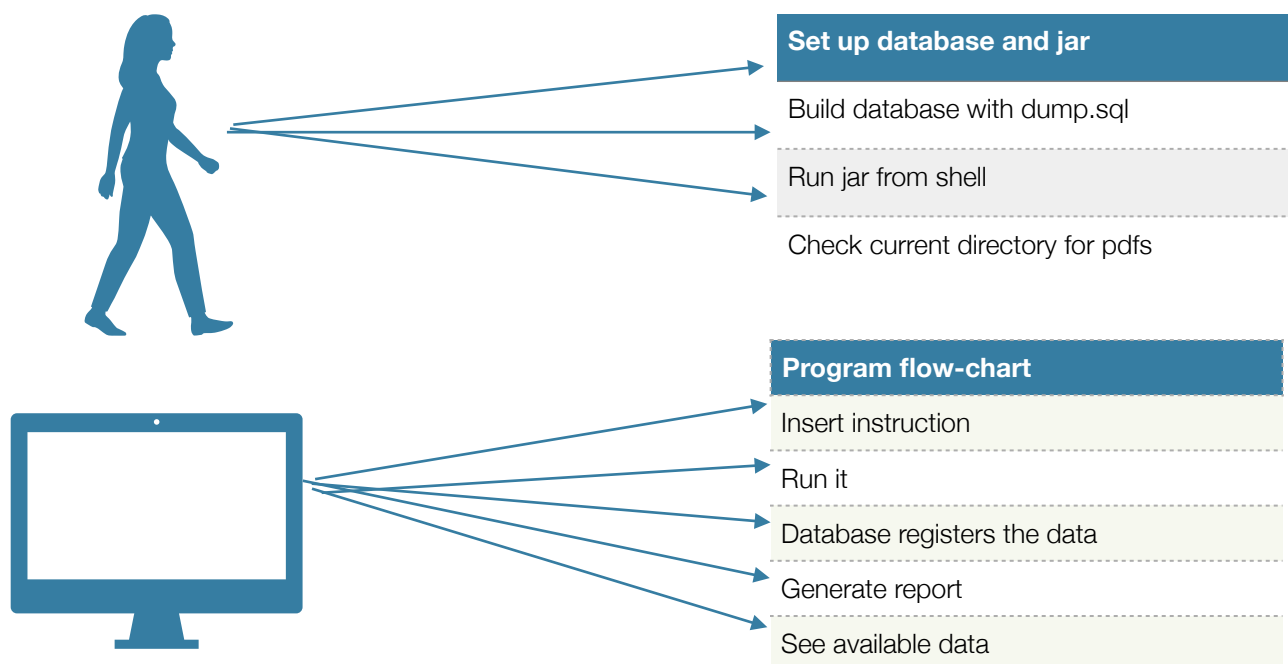 Set up database and jar
Build database with dump.sql
Run jar from shell
Check current directory for pdfs
Program flow-chart
Insert instruction
Run it
Database registers the data
Generate report
See available data